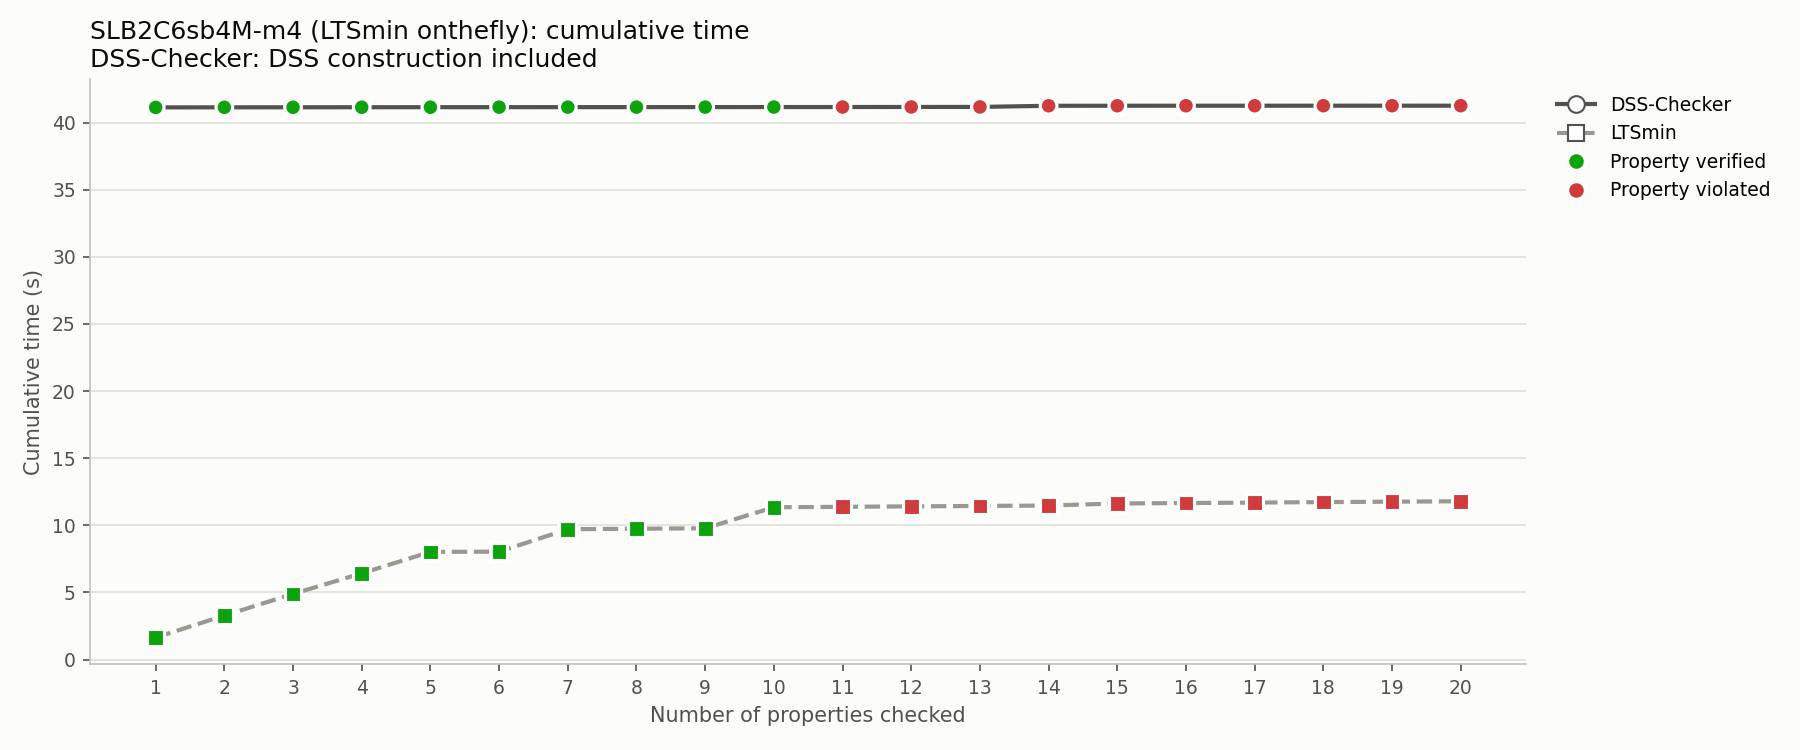 SLB2C6sb4M-m4 (LTSmin onthefly): cumulative time
DSS-Checker: DSS construction included
DSS-Checker
LTSmin
Property verified
Property violated
Cumulative time (s)
40
35
30
25
20
15
10
5
0
1 2 3 4 5 6 7 8 9 10 11 12 13 14 15 16 17 18 19 20
Number of properties checked